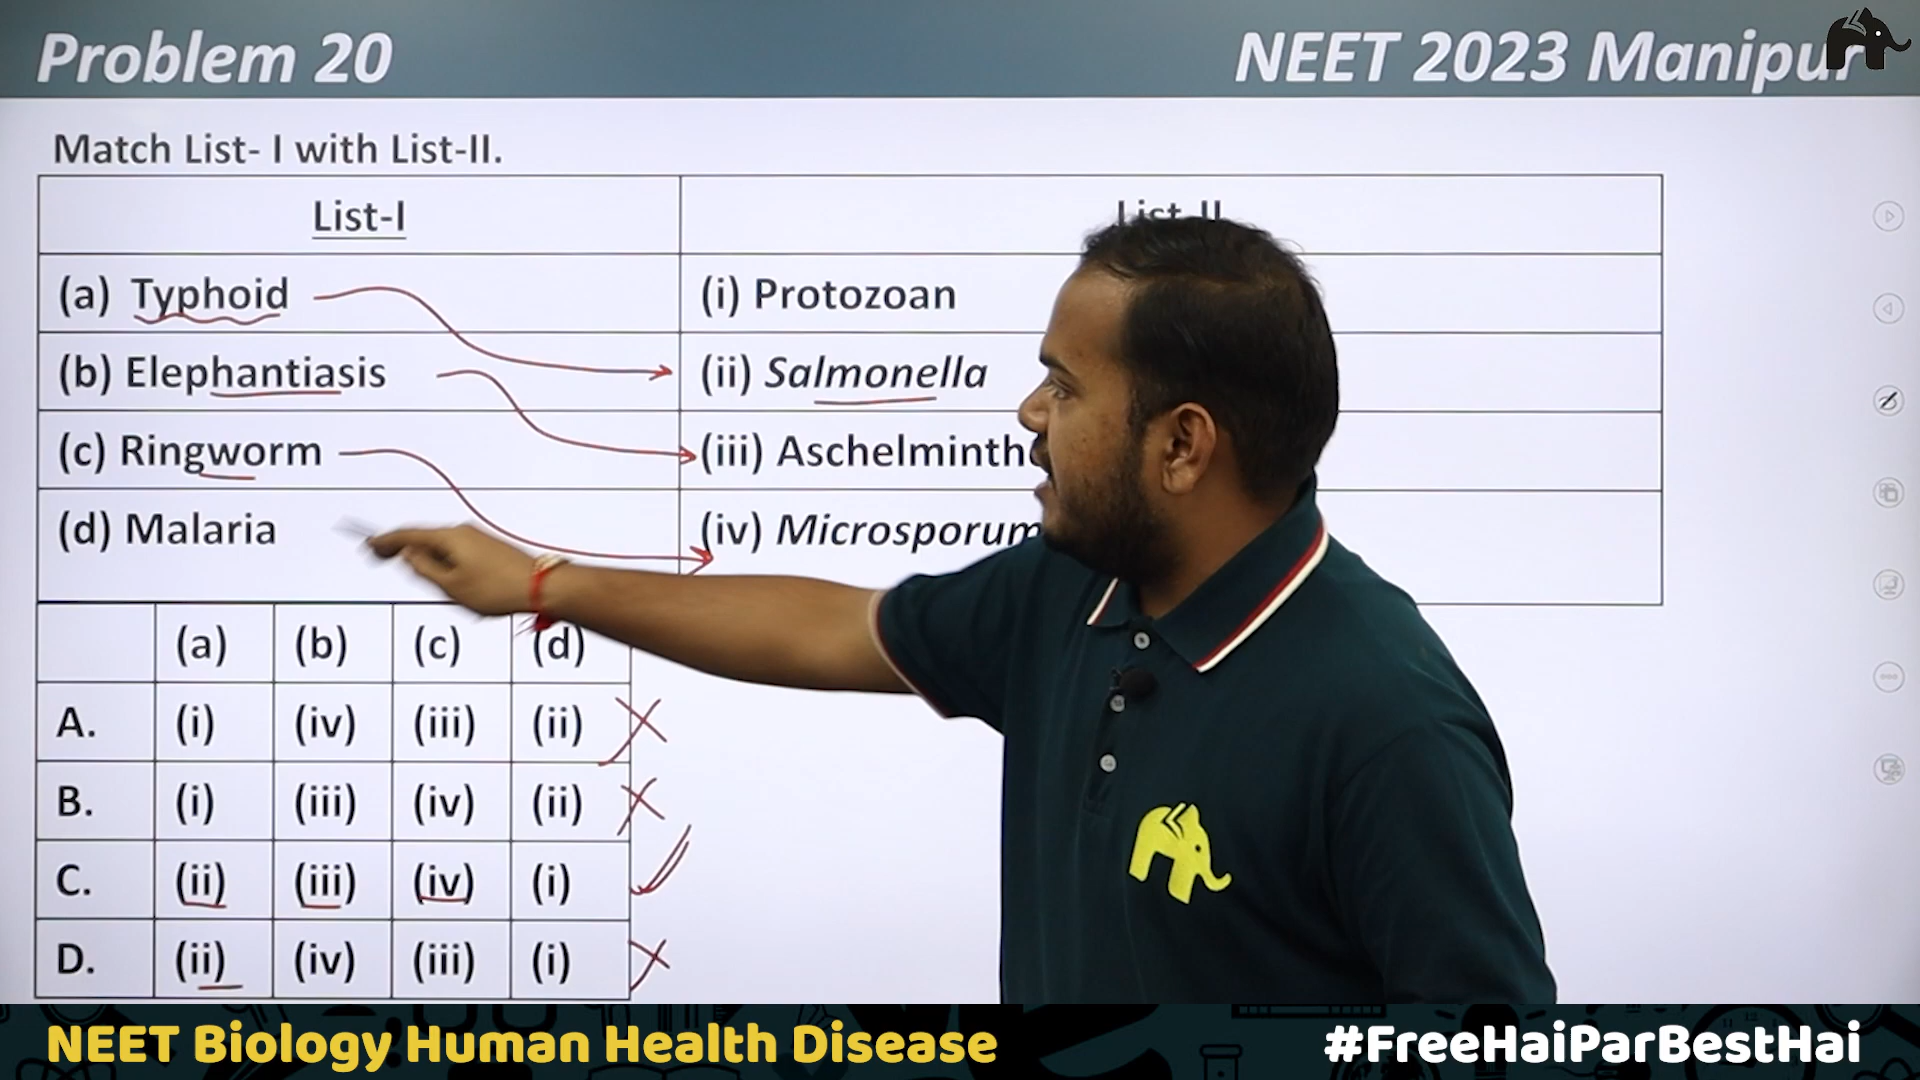 Problem 20
NEET 2023 Manipur
Match List- I with List-II.
List-I
(a) Typhoid
(i) Protozoan
(b) Elephantiasis
(ii) Salmonella
(c) Ringworm
(iii)
(d) Malaria
(iv) Microsporum
(a) (b) (c) (d)
A. (i) (iv) (iii) (ii)
B. (i) (iii) (iv) (ii)
C. (ii) (iii) (iv) (i)
D. (ii) (iv) (iii) (i)
NEET Biology Human Health Disease
#FreeHaiParBestHai